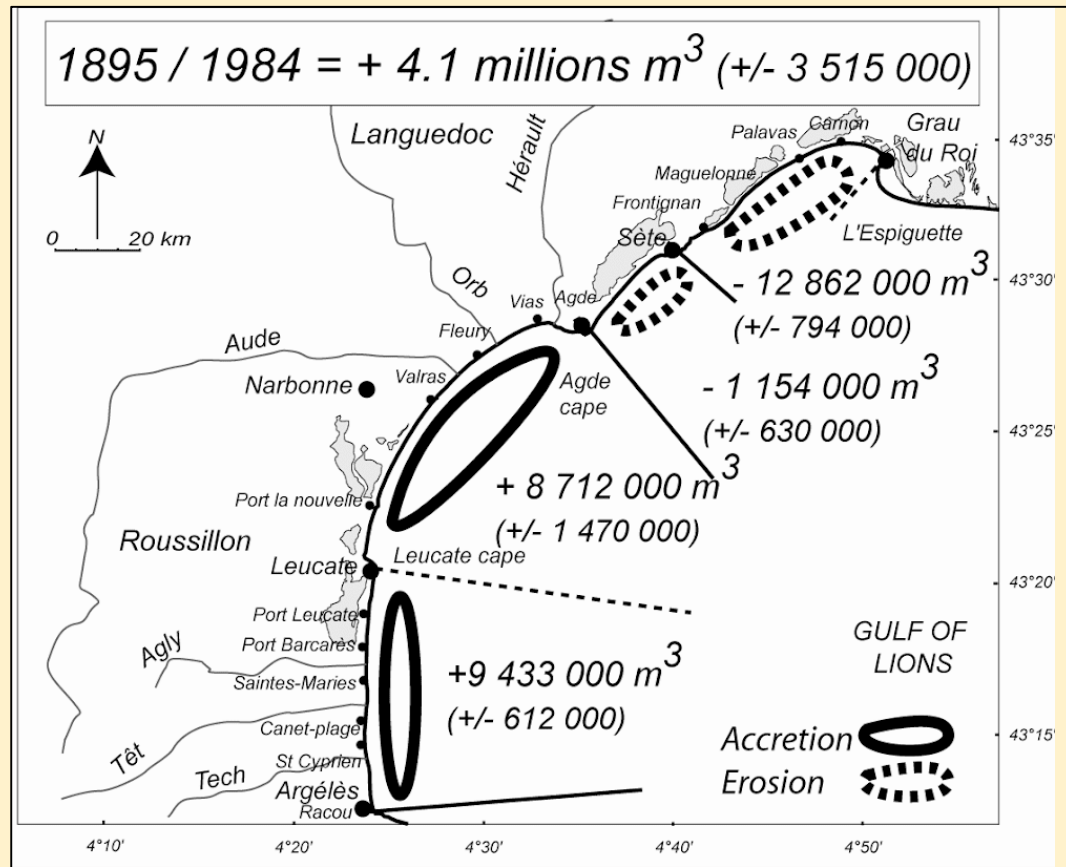 1895 / 1984 = + 4.1 millions m³ (+/- 3 515 000)
N
0 20 km
Languedoc
Hérault
Orb
Aude
Narbonne
Roussillon
Agly
Têt
Tech
Grau
du Roi
Carnon
Palavas
Maguelonne
Frontignan
Sète
L'Espiguette
Agde
Vias
Fleury
Valras
Agde
cape
Port la nouvelle
Leucate
Leucate cape
Port Leucate
Port Barcarès
Saintes-Maries
Canet-plage
St Cyprien
Argélès
Racou
- 12 862 000 m³
(+/- 794 000)
- 1 154 000 m³
(+/- 630 000)
+ 8 712 000 m³
(+/- 1 470 000)
+9 433 000 m³
(+/- 612 000)
GULF OF
LIONS
Accretion
Erosion
43°35'
43°30'
43°25'
43°20'
43°15'
4°10'
4°20'
4°30'
4°40'
4°50'